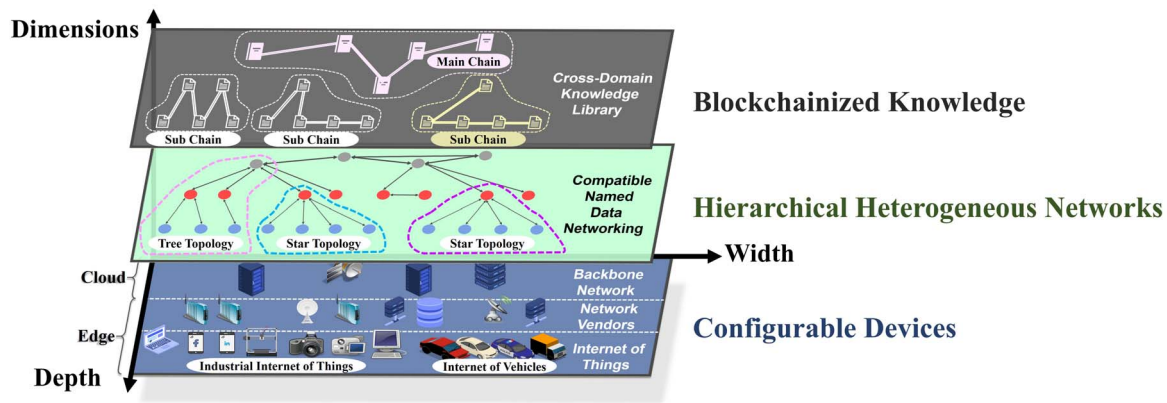 Dimensions
Main Chain
Cross-Domain
Knowledge
Library
Sub Chain
Sub Chain
Sub Chain
Blockchainized Knowledge
Compatible
Named
Data
Networking
Tree Topology
Star Topology
Star Topology
Hierarchical Heterogeneous Networks
Width
Cloud
Edge
Depth
Backbone
Network
Network
Vendors
Internet of
Things
Industrial Internet of Things
Internet of Vehicles
Configurable Devices